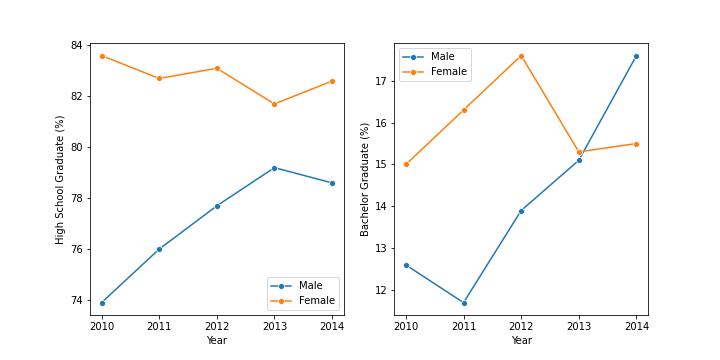 84
82
80
78
76
74
High School Graduate (%)
2010 2011 2012 2013 2014
Year
Male
Female
17
16
15
14
13
12
Bachelor Graduate (%)
2010 2011 2012 2013 2014
Year
Male
Female